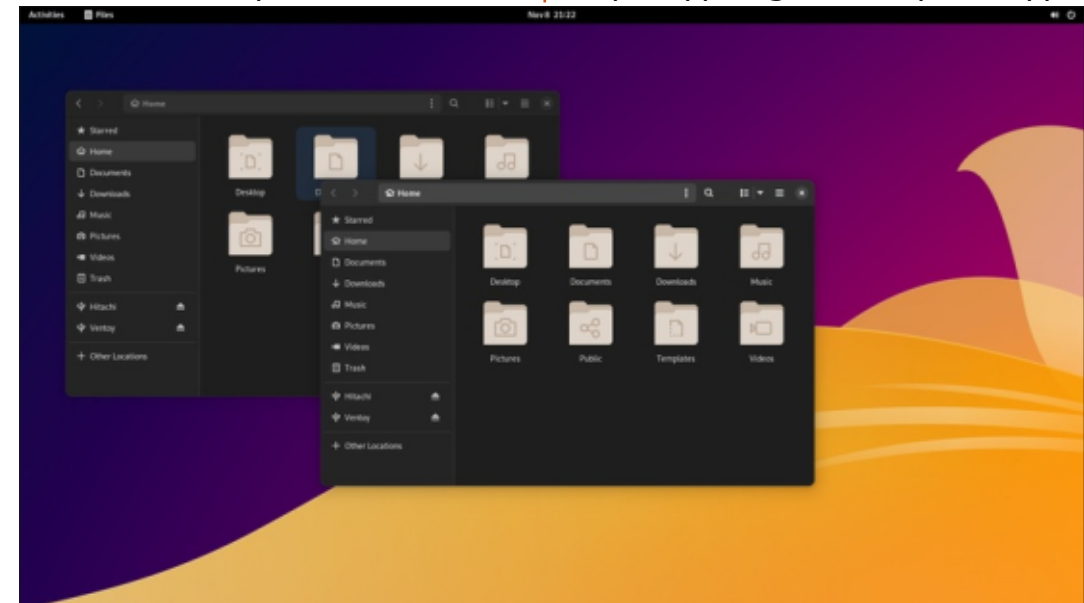 Activities Files Nov 8 21:22
Home
Starred
Home
Documents
Downloads
Music
Pictures
Videos
Trash
Hitachi
Ventoy
Other Locations
Desktop
Pictures
Home
Starred
Home
Documents
Downloads
Music
Pictures
Videos
Trash
Hitachi
Ventoy
Other Locations
Desktop Documents Downloads Music
Pictures Public Templates Videos